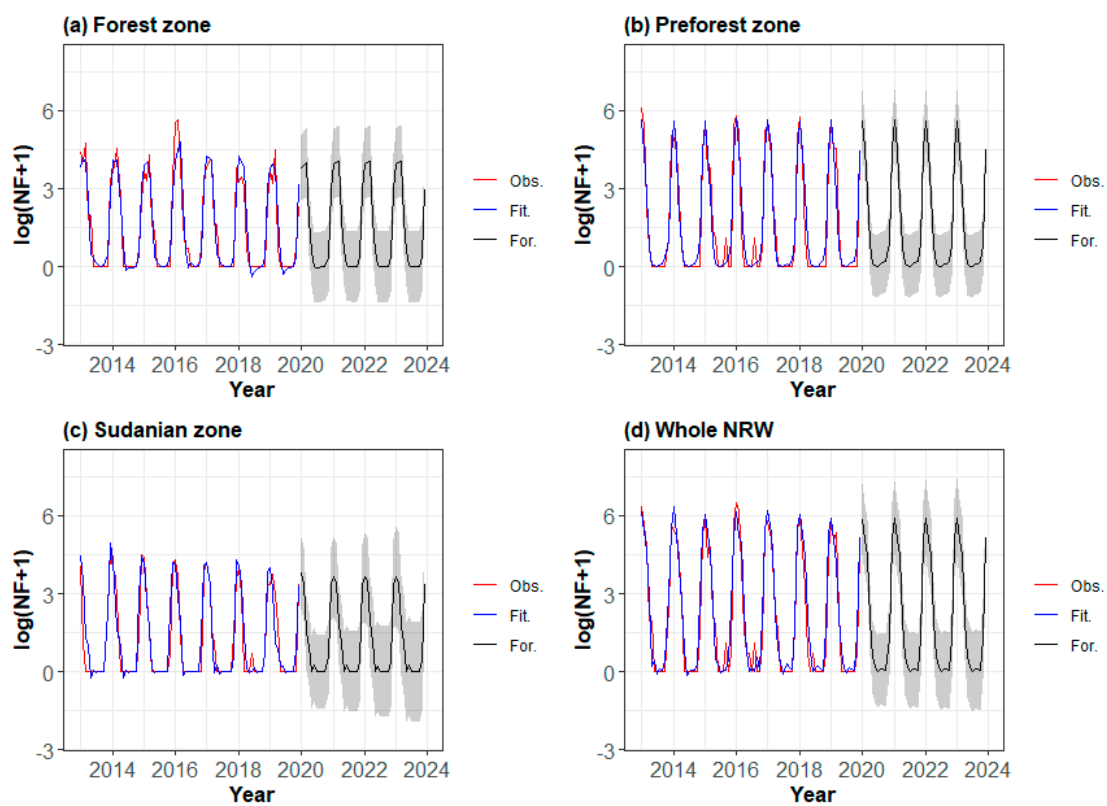 (a) Forest zone
log(NF+1)
6
3
0
-3
2014 2016 2018 2020 2022 2024
Year
Obs.
Fit.
For.
(b) Preforest zone
log(NF+1)
6
3
0
-3
2014 2016 2018 2020 2022 2024
Year
Obs.
Fit.
For.
(c) Sudanian zone
log(NF+1)
6
3
0
-3
2014 2016 2018 2020 2022 2024
Year
Obs.
Fit.
For.
(d) Whole NRW
log(NF+1)
6
3
0
-3
2014 2016 2018 2020 2022 2024
Year
Obs.
Fit.
For.